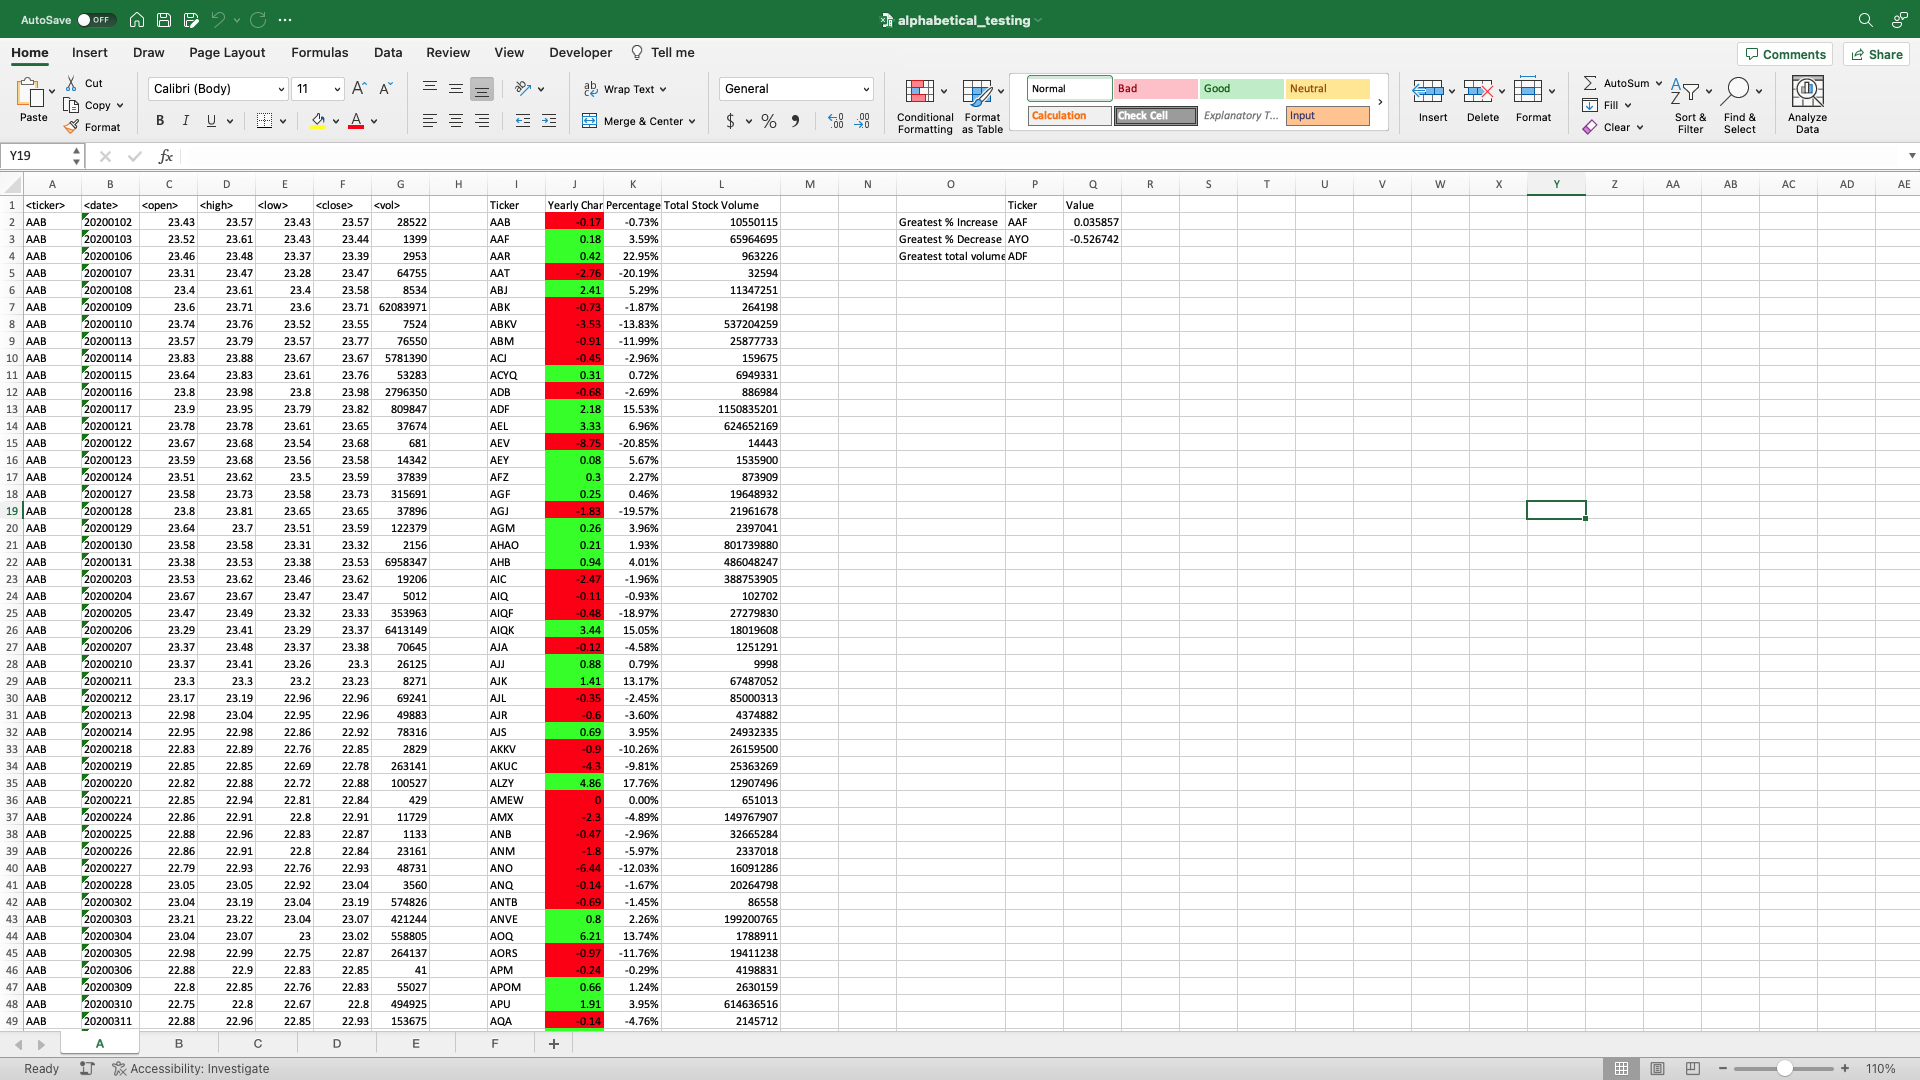 AutoSave OFF alphabetical_testing
Home Insert Draw Page Layout Formulas Data Review View Developer Tell me Comments Share
Paste Cut Copy Format Calibri (Body) 11 B I U A Wrap Text Merge & Center General $ % Conditional Formatting Format as Table Normal Bad Good Neutral Calculation Check Cell Explanatory T... Input Insert Delete Format AutoSum Fill Clear Sort & Filter Find & Select Analyze Data
Y19 fx
A B C D E F G H I J K L M N O P Q R S T U V W X Y Z AA AB AC AD AE
1 <ticker> <date> <open> <high> <low> <close> <vol> Ticker Yearly Char Percentage Total Stock Volume Ticker Value
2 AAB 20200102 23.43 23.57 23.43 23.57 28522 AAB -0.17 -0.73% 10550115 Greatest % Increase AAF 0.035857
3 AAB 20200103 23.52 23.61 23.43 23.44 1399 AAF 0.18 3.59% 65964695 Greatest % Decrease AYO -0.526742
4 AAB 20200106 23.46 23.48 23.37 23.39 2953 AAR 0.42 22.95% 963226 Greatest total volume ADF
5 AAB 20200107 23.31 23.47 23.28 23.47 64755 AAT -2.76 -20.19% 32594
6 AAB 20200108 23.4 23.61 23.4 23.58 8534 ABJ 2.41 5.29% 11347251
7 AAB 20200109 23.6 23.71 23.6 23.71 62083971 ABK -0.73 -1.87% 264198
8 AAB 20200110 23.74 23.76 23.52 23.55 7524 ABKV -3.53 -13.83% 537204259
9 AAB 20200113 23.57 23.79 23.57 23.77 76550 ABM -0.91 -11.99% 25877733
10 AAB 20200114 23.83 23.88 23.67 23.67 5781390 ACJ -0.45 -2.96% 159675
11 AAB 20200115 23.64 23.83 23.61 23.76 53283 ACYQ 0.31 0.72% 6949331
12 AAB 20200116 23.8 23.98 23.8 23.98 2796350 ADB -0.68 -2.69% 886984
13 AAB 20200117 23.9 23.95 23.79 23.82 809847 ADF 2.18 15.53% 1150835201
14 AAB 20200121 23.78 23.78 23.61 23.65 37674 AEL 3.33 6.96% 624652169
15 AAB 20200122 23.67 23.68 23.54 23.68 681 AEV -8.75 -20.85% 14443
16 AAB 20200123 23.59 23.68 23.56 23.58 14342 AEY 0.08 5.67% 1535900
17 AAB 20200124 23.51 23.62 23.5 23.59 37839 AFZ 0.3 2.27% 873909
18 AAB 20200127 23.58 23.73 23.58 23.73 315691 AGF 0.25 0.46% 19648932
19 AAB 20200128 23.8 23.81 23.65 23.65 37896 AGJ -1.83 -19.57% 21961678
20 AAB 20200129 23.64 23.7 23.51 23.59 122379 AGM 0.26 3.96% 2397041
21 AAB 20200130 23.58 23.58 23.31 23.32 2156 AHAO 0.21 1.93% 801739880
22 AAB 20200131 23.38 23.53 23.38 23.53 6958347 AHB 0.94 4.01% 486048247
23 AAB 20200203 23.53 23.62 23.46 23.62 19206 AIC -2.47 -1.96% 388753905
24 AAB 20200204 23.67 23.67 23.47 23.47 5012 AIQ -0.11 -0.93% 102702
25 AAB 20200205 23.47 23.49 23.32 23.33 353963 AIQF -0.48 -18.97% 27279830
26 AAB 20200206 23.29 23.41 23.29 23.37 6413149 AIQK 3.44 15.05% 18019608
27 AAB 20200207 23.37 23.48 23.37 23.38 70645 AJA -0.12 -4.58% 1251291
28 AAB 20200210 23.37 23.41 23.26 23.3 26125 AJJ 0.88 0.79% 9998
29 AAB 20200211 23.3 23.3 23.2 23.23 8271 AJK 1.41 13.17% 67487052
30 AAB 20200212 23.17 23.19 22.96 22.96 69241 AJL -0.35 -2.45% 85000313
31 AAB 20200213 22.98 23.04 22.95 22.96 49883 AJR -0.6 -3.60% 4374882
32 AAB 20200214 22.95 22.98 22.86 22.92 78316 AJS 0.69 3.95% 24932335
33 AAB 20200218 22.83 22.89 22.76 22.85 2829 AKKV -0.9 -10.26% 26159500
34 AAB 20200219 22.85 22.85 22.69 22.78 263141 AKUC -4.3 -9.81% 25363269
35 AAB 20200220 22.82 22.88 22.72 22.88 100527 ALZY 4.86 17.76% 12907496
36 AAB 20200221 22.85 22.94 22.81 22.84 429 AMEW 0 0.00% 651013
37 AAB 20200224 22.86 22.91 22.8 22.91 11729 AMX -2.3 -4.89% 149767907
38 AAB 20200225 22.88 22.96 22.83 22.87 1133 ANB -0.47 -2.96% 32665284
39 AAB 20200226 22.86 22.91 22.8 22.84 23161 ANM -1.8 -5.97% 2337018
40 AAB 20200227 22.79 22.93 22.76 22.93 48731 ANO -6.44 -12.03% 16091286
41 AAB 20200228 23.05 23.05 22.92 23.04 3560 ANQ -0.14 -1.67% 20264798
42 AAB 20200302 23.04 23.19 23.04 23.19 574826 ANTB -0.69 -1.45% 86558
43 AAB 20200303 23.21 23.22 23.04 23.07 421244 ANVE 0.8 2.26% 199200765
44 AAB 20200304 23.04 23.07 23 23.02 558805 AOQ 6.21 13.74% 1788911
45 AAB 20200305 22.98 22.99 22.75 22.87 264137 AORS -0.97 -11.76% 19411238
46 AAB 20200306 22.88 22.9 22.83 22.85 41 APM -0.24 -0.29% 4198831
47 AAB 20200309 22.8 22.85 22.76 22.83 55027 APOM 0.66 1.24% 2630159
48 AAB 20200310 22.75 22.8 22.67 22.8 494925 APU 1.91 3.95% 614636516
49 AAB 20200311 22.88 22.96 22.85 22.93 153675 AQA -0.14 -4.76% 2145712
A B C D E F +
Ready Accessibility: Investigate 110%